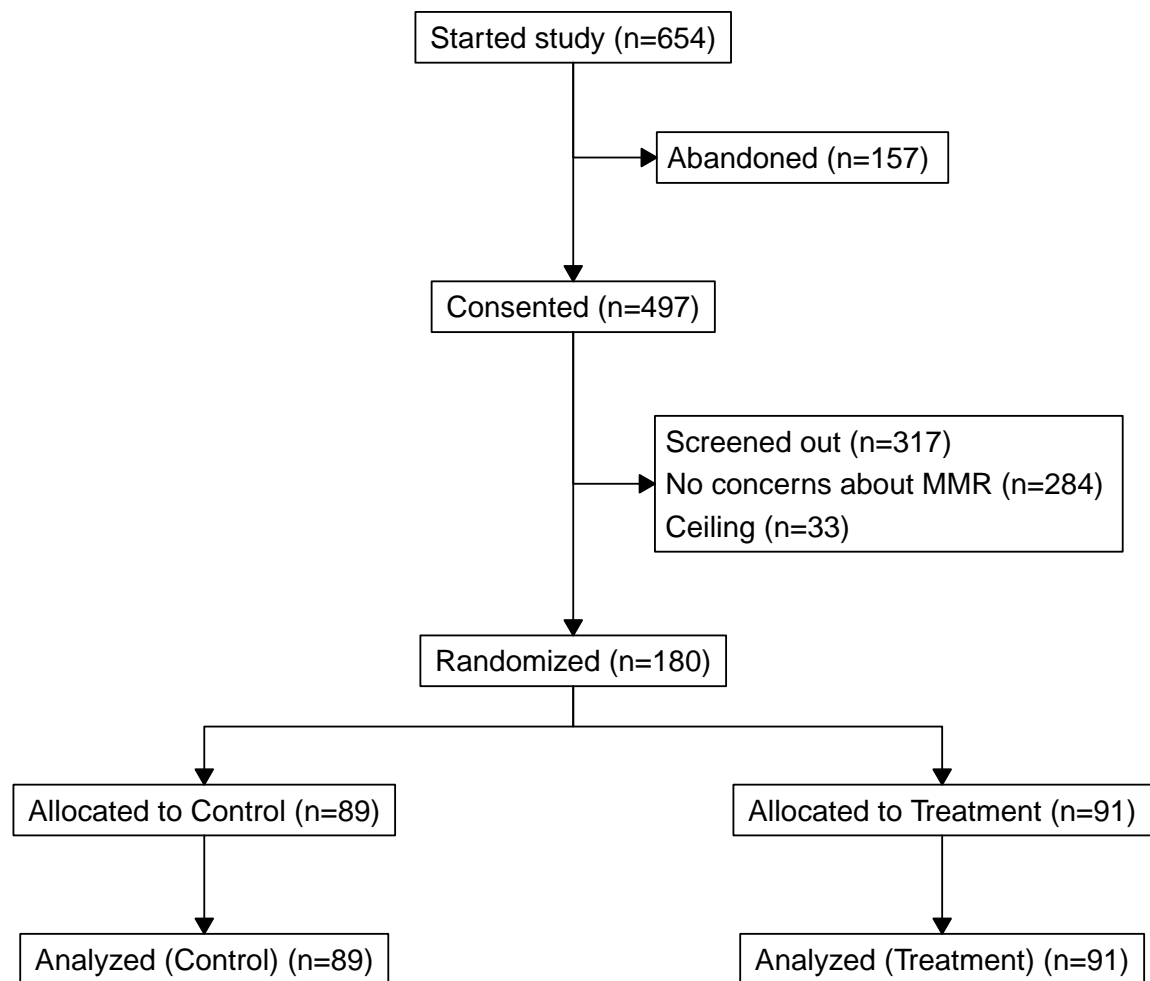 Started study (n=654)
Abandoned (n=157)
Consented (n=497)
Screened out (n=317)
No concerns about MMR (n=284)
Ceiling (n=33)
Randomized (n=180)
Allocated to Control (n=89)
Allocated to Treatment (n=91)
Analyzed (Control) (n=89)
Analyzed (Treatment) (n=91)